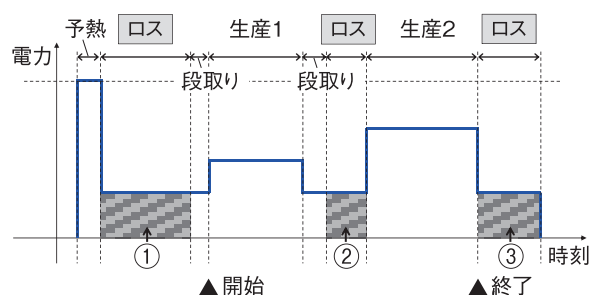 予熱 ロス 生産1 ロス 生産2 ロス
電力
段取り 段取り
① ② ③ 時刻
▲開始 ▲終了